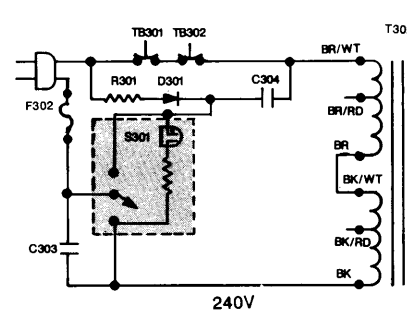 TB301 TB302
T30
BR/WT
R301 D301
C304
F302
BR/RD
S301
BR
BK/WT
C303
BK/RD
BK
240V